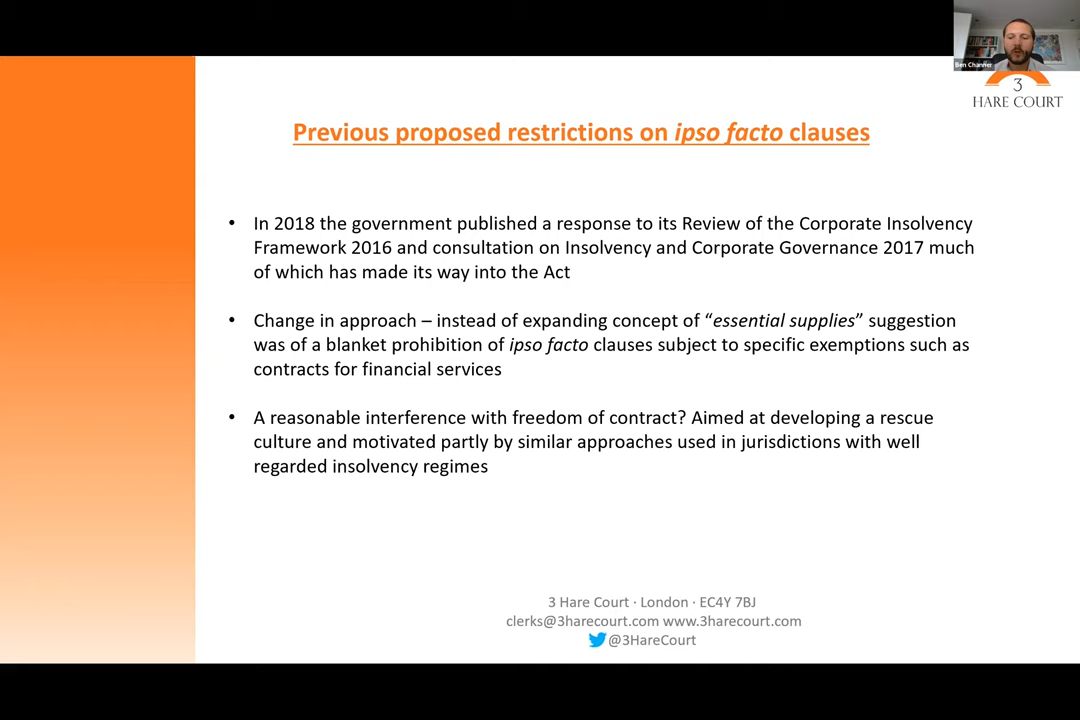 Ben Channer
3
HARE COURT
Previous proposed restrictions on ipso facto clauses
• In 2018 the government published a response to its Review of the Corporate Insolvency
Framework 2016 and consultation on Insolvency and Corporate Governance 2017 much
of which has made its way into the Act
• Change in approach – instead of expanding concept of “essential supplies” suggestion
was of a blanket prohibition of ipso facto clauses subject to specific exemptions such as
contracts for financial services
• A reasonable interference with freedom of contract? Aimed at developing a rescue
culture and motivated partly by similar approaches used in jurisdictions with well
regarded insolvency regimes
3 Hare Court · London · EC4Y 7BJ
clerks@3harecourt.com www.3harecourt.com
@3HareCourt